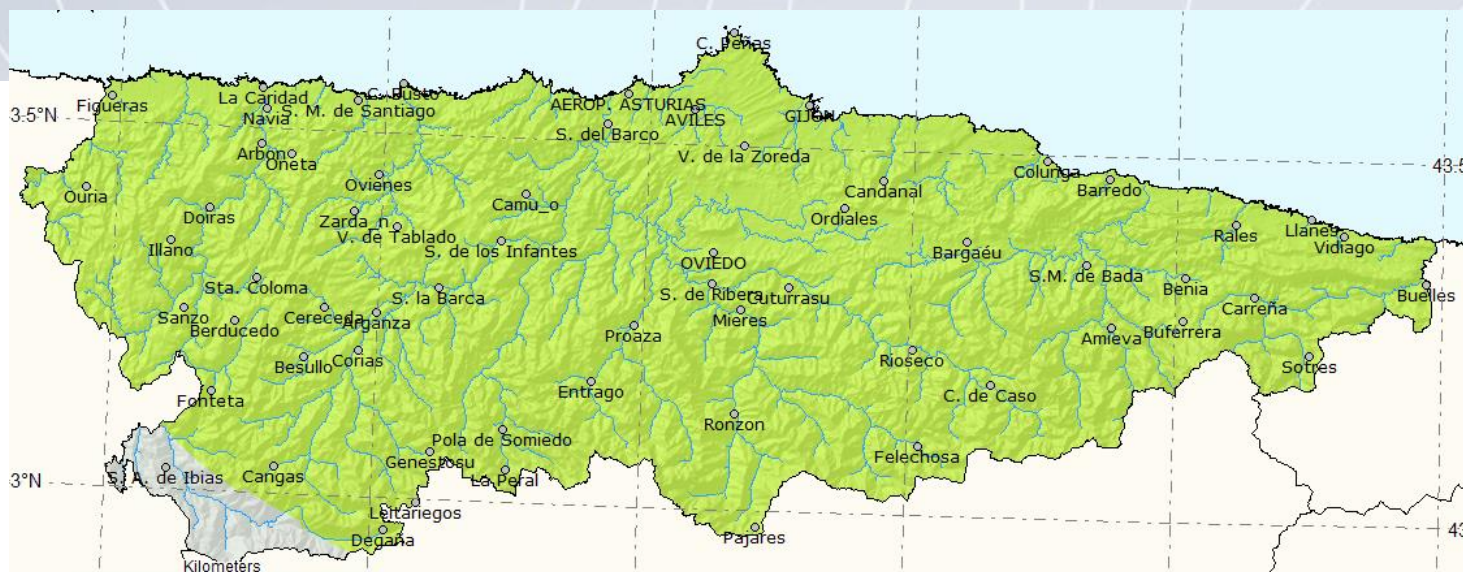 C. Peñas
Figueras
La Caridad
C. Busto
S. M. de Santiago
AEROP. ASTURIAS
3.5°N
Navia
AVILES
GIJÓN
S. del Barco
Arbon
Oneta
V. de la Zoreda
Colunga
43.5
Ouria
Ovienes
Candanal
Barredo
Doiras
Zarda_n
Camu_o
Ordiales
V. de Tablado
Illano
S. de los Infantes
Bargaéu
Rales
Llanes
Vidiago
OVIEDO
S.M. de Bada
Sta. Coloma
S. la Barca
S. de Ribera
Cuturrasu
Benia
Buelles
Sanzo
Berducedo
Cereceda
Arganza
Mieres
Carreña
Proaza
Amieva
Buferrera
Besullo
Corias
Rioseco
Sotres
Fonteta
Entrago
C. de Caso
Ronzon
Pola de Somiedo
Felechosa
3°N
S. A. de Ibias
Cangas
Genestosu
La Peral
Leitariegos
Degaña
Pajares
43
Kilometers